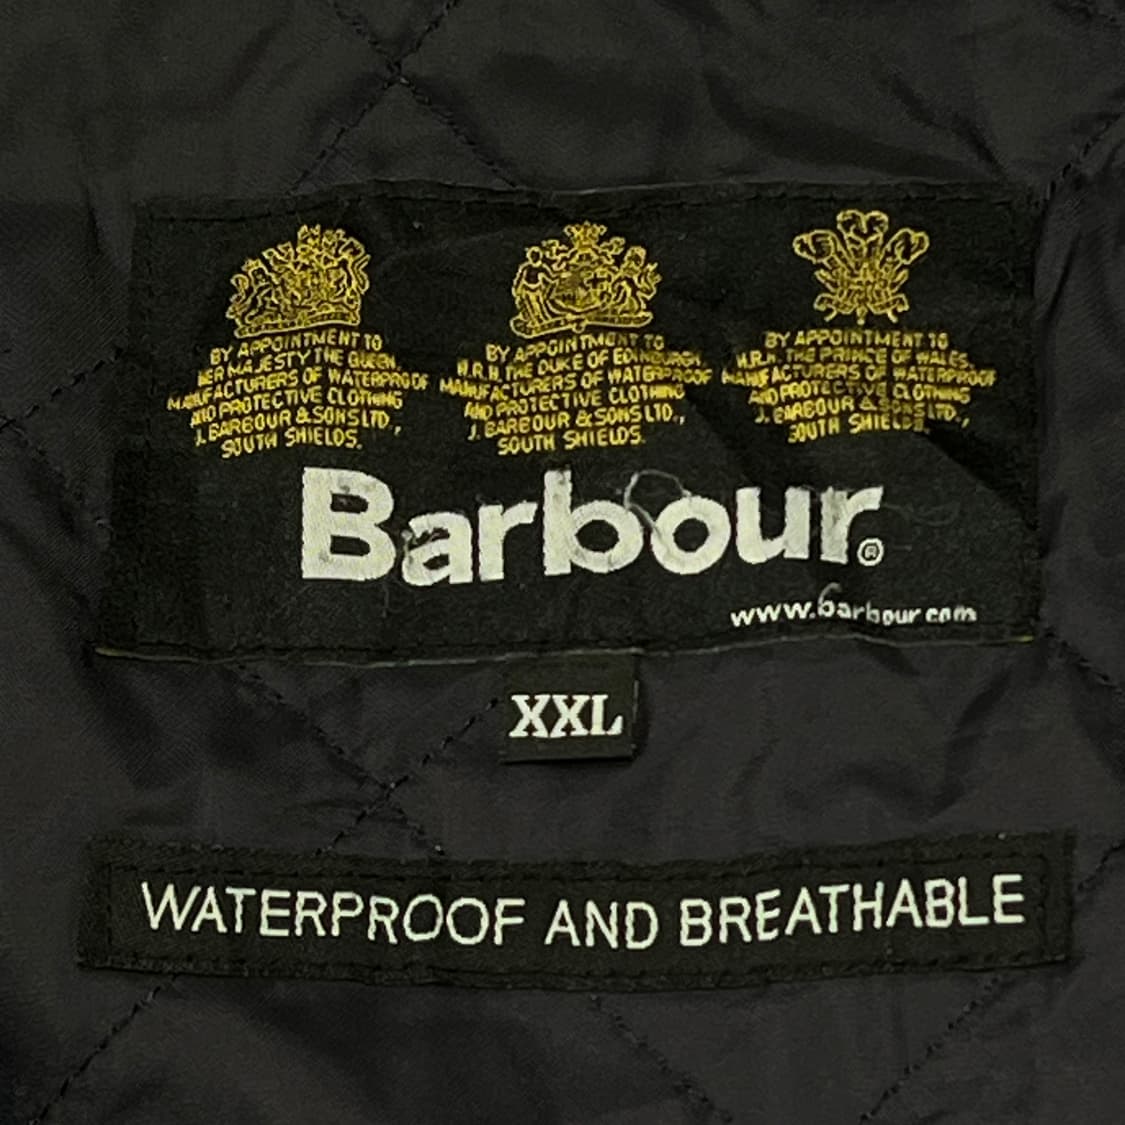 BY APPOINTMENT TO
HER MAJESTY THE QUEEN
MANUFACTURERS OF WATERPROOF
AND PROTECTIVE CLOTHING
J. BARBOUR & SONS LTD.,
SOUTH SHIELDS.
BY APPOINTMENT TO
H.R.H. THE DUKE OF EDINBURGH
MANUFACTURERS OF WATERPROOF
AND PROTECTIVE CLOTHING
J. BARBOUR & SONS LTD.,
SOUTH SHIELDS.
BY APPOINTMENT TO
H.R.H. THE PRINCE OF WALES
MANUFACTURERS OF WATERPROOF
AND PROTECTIVE CLOTHING
J. BARBOUR & SONS LTD.,
SOUTH SHIELDS.
Barbour®
www.barbour.com
XXL
WATERPROOF AND BREATHABLE